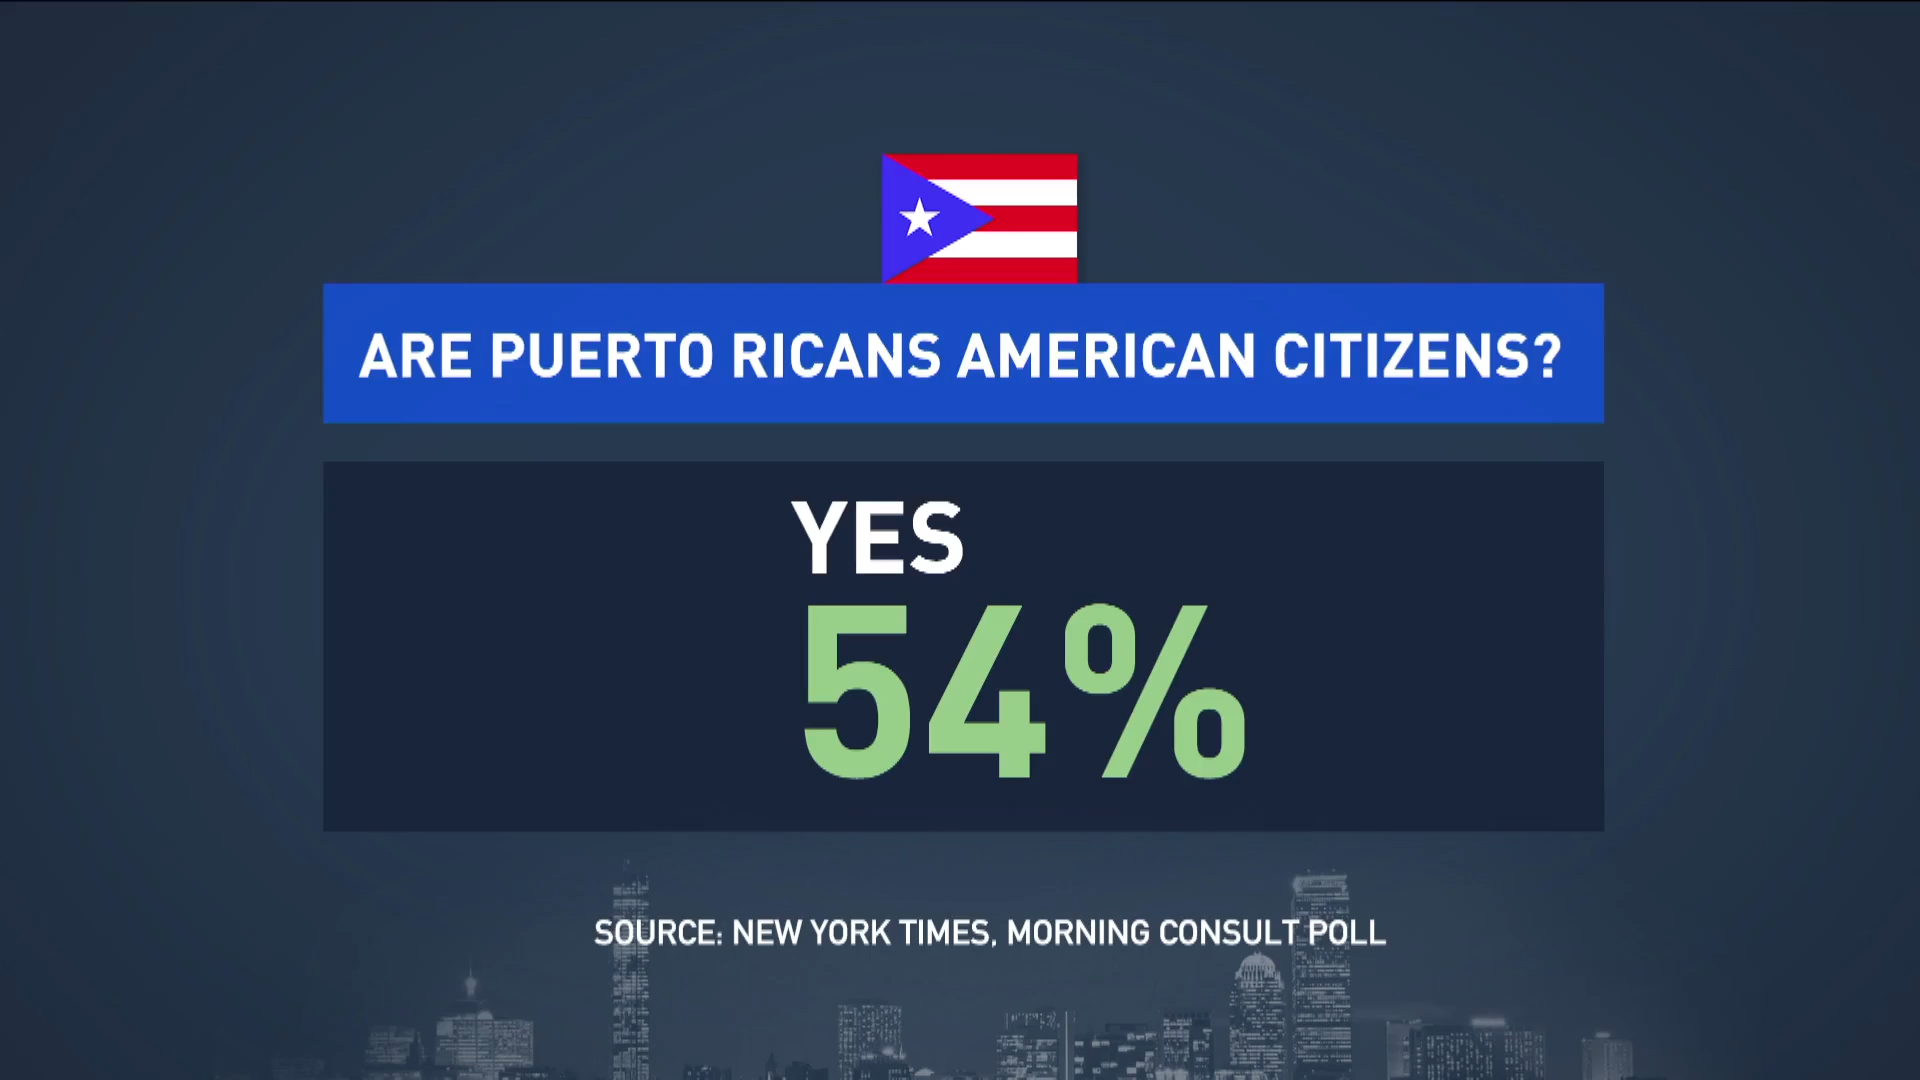 ARE PUERTO RICANS AMERICAN CITIZENS?
YES
54%
SOURCE: NEW YORK TIMES, MORNING CONSULT POLL